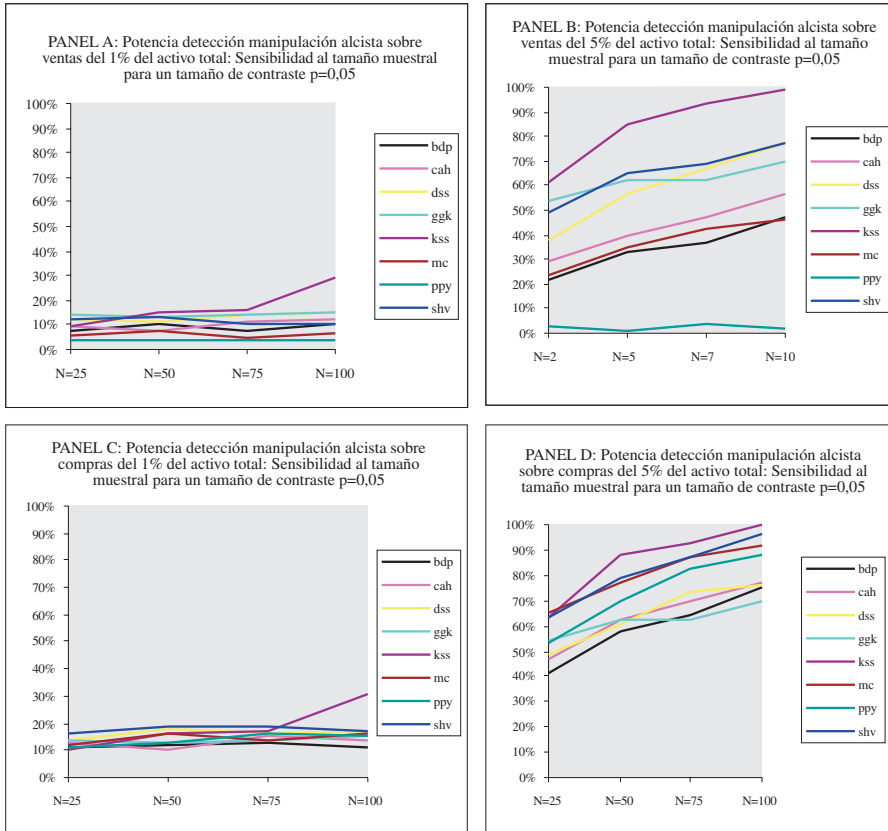 PANEL A: Potencia detección manipulación alcista sobre
ventas del 1% del activo total: Sensibilidad al tamaño muestral
para un tamaño de contraste p=0,05
100%
90%
80%
70%
60%
50%
40%
30%
20%
10%
0%
N=25 N=50 N=75 N=100
bdp
cah
dss
ggk
kss
mc
ppy
shv
PANEL B: Potencia detección manipulación alcista sobre
ventas del 5% del activo total: Sensibilidad al tamaño
muestral para un tamaño de contraste p=0,05
100%
90%
80%
70%
60%
50%
40%
30%
20%
10%
0%
N=2 N=5 N=7 N=10
bdp
cah
dss
ggk
kss
mc
ppy
shv
PANEL C: Potencia detección manipulación alcista sobre
compras del 1% del activo total: Sensibilidad al tamaño
muestral para un tamaño de contraste p=0,05
100%
90%
80%
70%
60%
50%
40%
30%
20%
10%
0%
N=25 N=50 N=75 N=100
bdp
cah
dss
ggk
kss
mc
ppy
shv
PANEL D: Potencia detección manipulación alcista
sobre compras del 5% del activo total: Sensibilidad al
tamaño muestral para un tamaño de contraste p=0,05
100%
90%
80%
70%
60%
50%
40%
30%
20%
10%
0%
N=25 N=50 N=75 N=100
bdp
cah
dss
ggk
kss
mc
ppy
shv